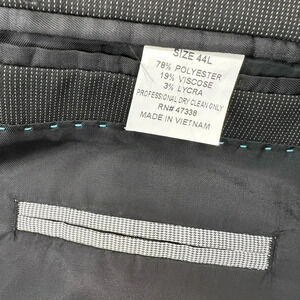 SIZE 44L
78% POLYESTER
19% VISCOSE
3% LYCRA
PROFESSIONAL DRY CLEAN ONLY
RN# 47338
MADE IN VIETNAM